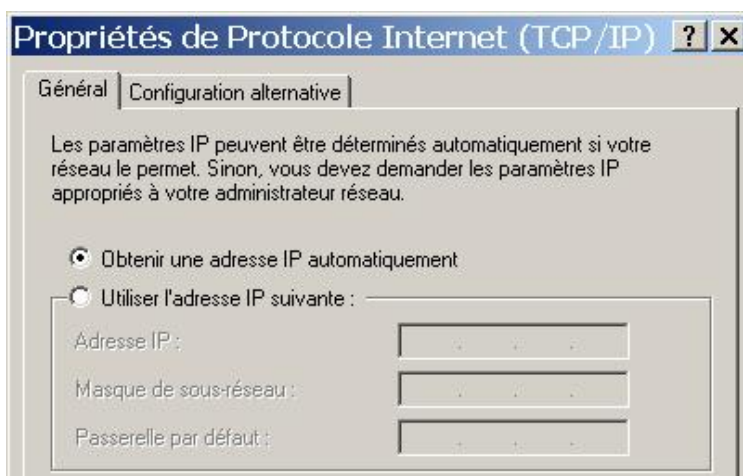 Propriétés de Protocole Internet (TCP/IP) ? ×
Général Configuration alternative
Les paramètres IP peuvent être déterminés automatiquement si votre
réseau le permet. Sinon, vous devez demander les paramètres IP
appropriés à votre administrateur réseau.
Obtenir une adresse IP automatiquement
Utiliser l'adresse IP suivante :
Adresse IP :
Masque de sous-réseau :
Passerelle par défaut :